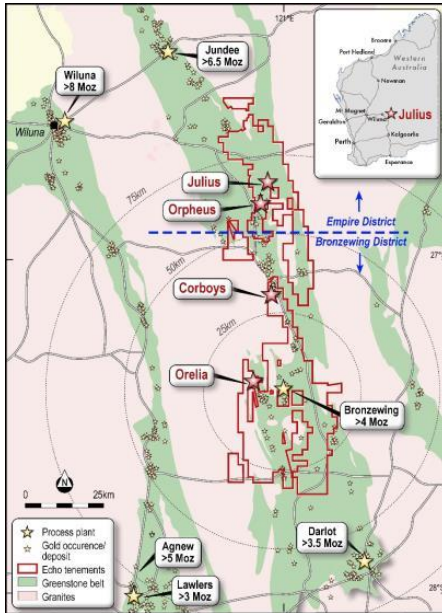 121°E
Jundee
>6.5 Moz
Wiluna
>8 Moz
Wiluna
Broome
Port Hedland
Western
Australia
Newman
Mt Magnet
Wiluna
Julius
Geraldton
Kalgoorlie
Perth
Esperance
Julius
Orpheus
75km
Empire District
Bronzewing District
27°
50km
Corboys
25km
Orelia
Bronzewing
>4 Moz
N
0
25km
Process plant
Gold occurence/
deposit
Echo tenements
Greenstone belt
Granites
Agnew
>5 Moz
Lawlers
>3 Moz
Darlot
>3.5 Moz
28°